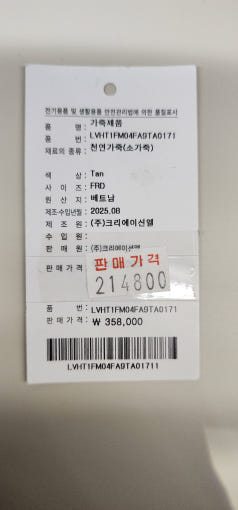 전기용품 및 생활용품 안전관리법에 의한 품질표시
품 명 : 가죽제품
품 번 : LVHT1FM04FA9TA0171
재료의 종류 : 천연가죽(소가죽)
색 상 : Tan
사 이 즈 : FRD
원 산 지 : 베트남
제조·수입년월 : 2025.08
제 조 원 : (주)크리에이션엘
수 입 원 :
판 매 원 : (주)크리에이션엘
판매가격
판매가격
214800
품 번 : LVHT1FM04FA9TA0171
판 매 가 격 : ₩ 358,000
LVHT1FM04FA9TA01711